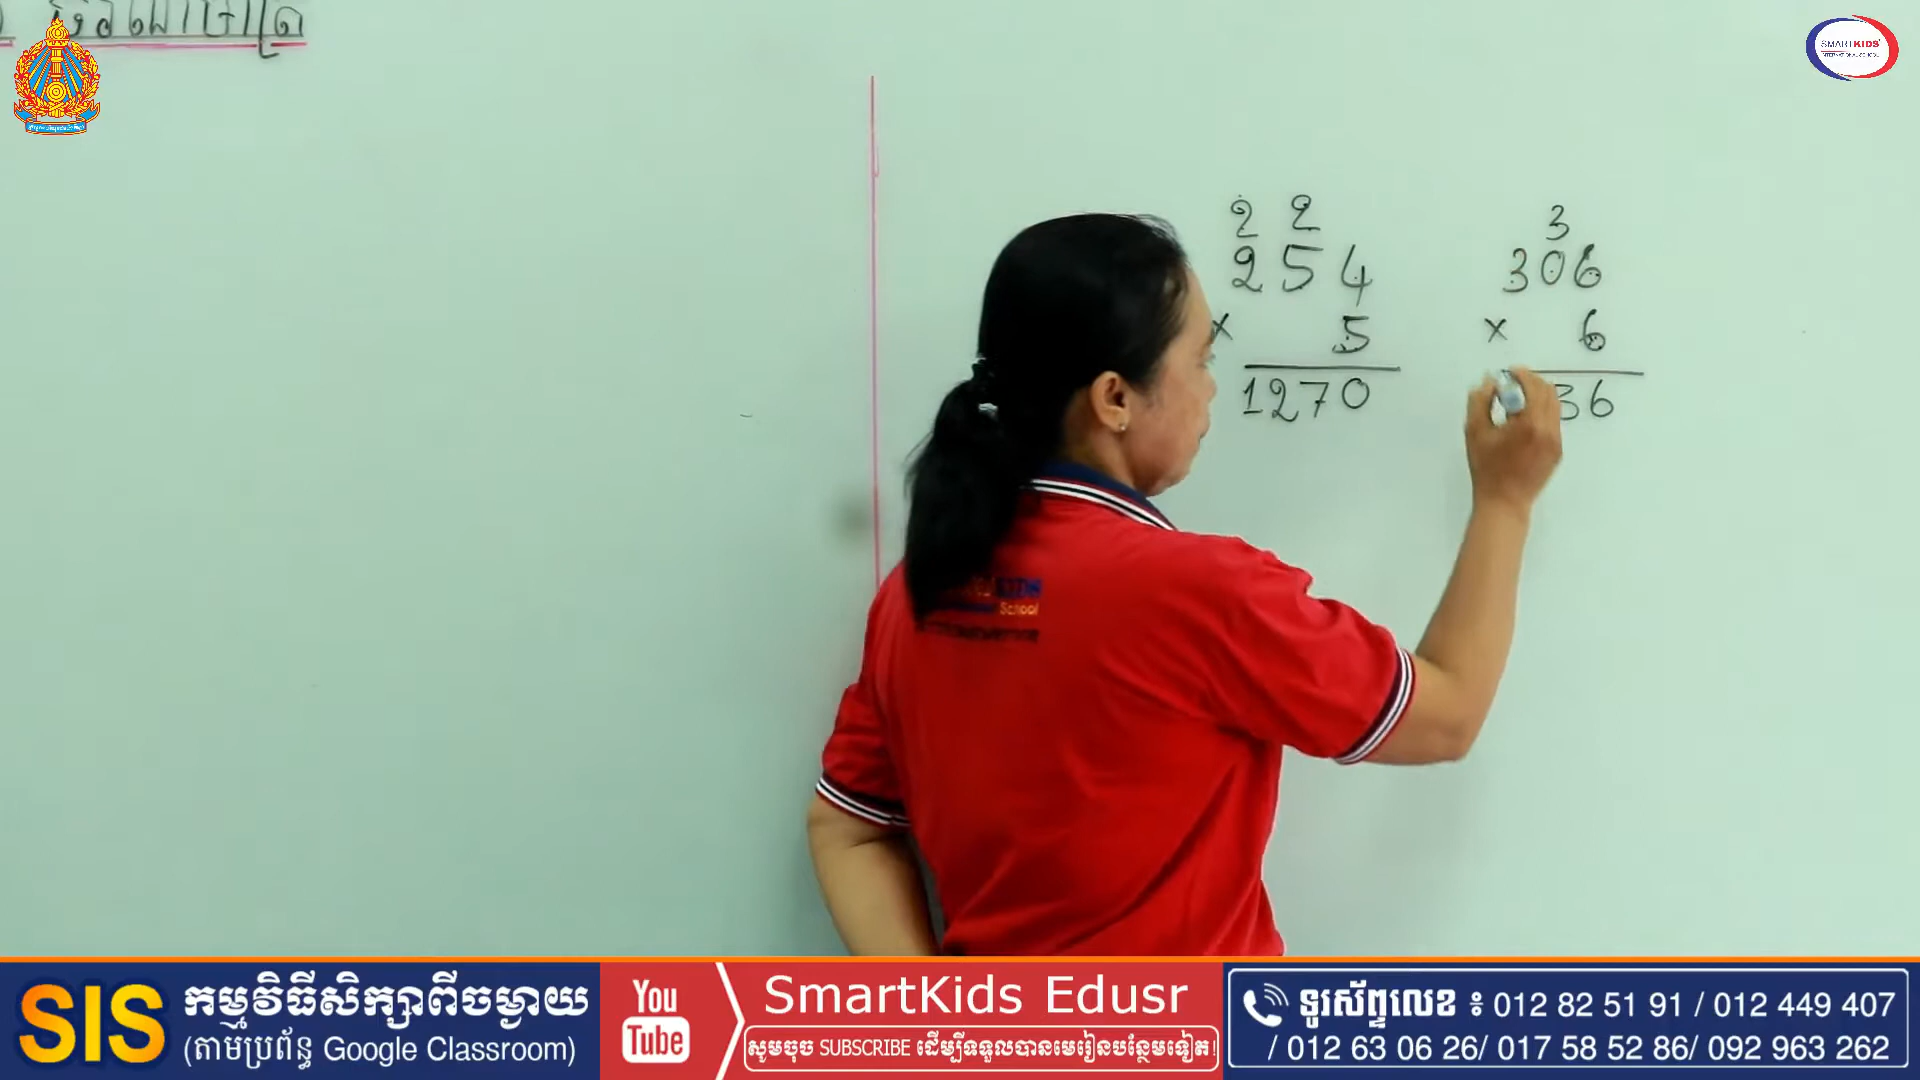 SMARTKIDS
INTERNATIONAL SCHOOL
2 2
254
× 5
1270
3
306
× 6
36
School
SIS
កម្មវិធីសិក្សាពីចម្ងាយ
(តាមប្រព័ន្ធ Google Classroom)
You
Tube
SmartKids Edusr
សូមចុច SUBSCRIBE ដើម្បីទទួលបានមេរៀនបន្ថែមទៀត!
ទូរស័ព្ទលេខ ៖ 012 82 51 91 / 012 449 407
/ 012 63 06 26/ 017 58 52 86/ 092 963 262